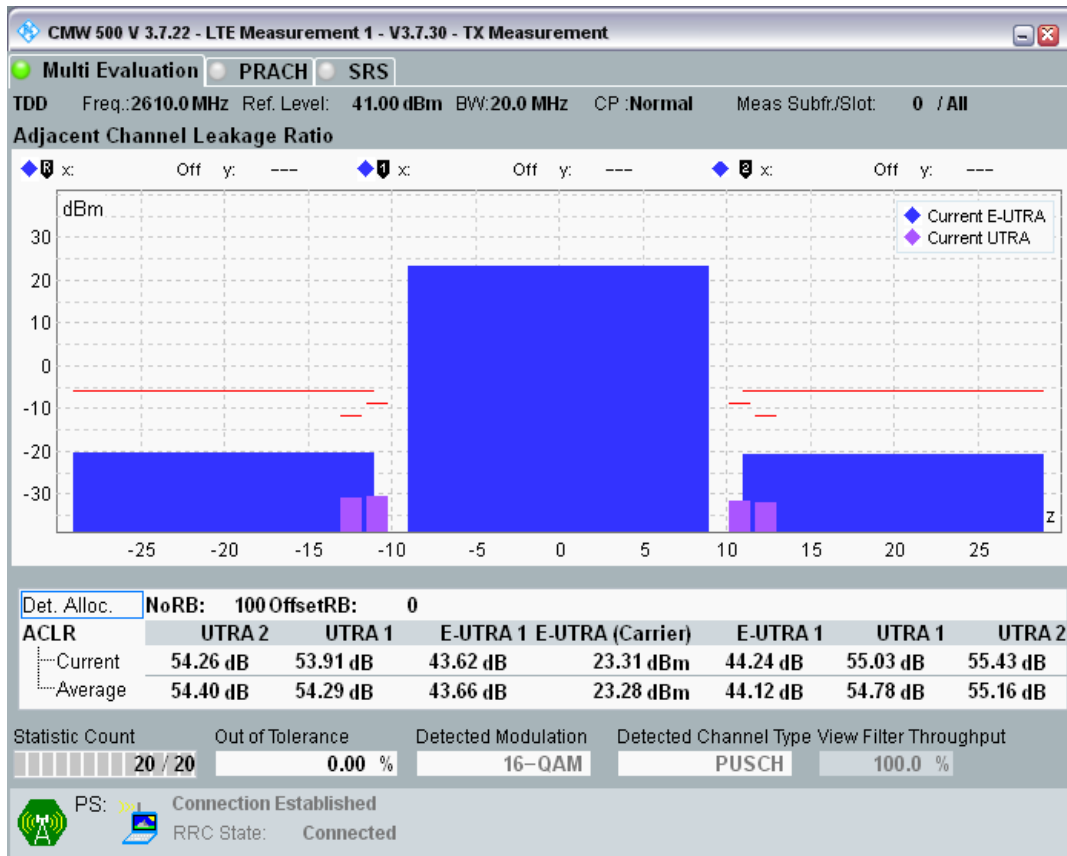 CMW 500 V 3.7.22 - LTE Measurement 1 - V3.7.30 - TX Measurement
Multi Evaluation PRACH SRS
TDD Freq.:2610.0 MHz Ref. Level: 41.00 dBm BW:20.0 MHz CP :Normal Meas Subfr./Slot: 0 / All
Adjacent Channel Leakage Ratio
R x: Off y: --- 1 x: Off y: --- 2 x: Off y: ---
dBm
Current E-UTRA
Current UTRA
30
20
10
0
-10
-20
-30
z
-25 -20 -15 -10 -5 0 5 10 15 20 25
Det. Alloc. NoRB: 100 OffsetRB: 0
ACLR UTRA 2 UTRA 1 E-UTRA 1 E-UTRA (Carrier) E-UTRA 1 UTRA 1 UTRA 2
Current 54.26 dB 53.91 dB 43.62 dB 23.31 dBm 44.24 dB 55.03 dB 55.43 dB
Average 54.40 dB 54.29 dB 43.66 dB 23.28 dBm 44.12 dB 54.78 dB 55.16 dB
Statistic Count Out of Tolerance Detected Modulation Detected Channel Type View Filter Throughput
20 / 20 0.00 % 16-QAM PUSCH 100.0 %
PS: Connection Established
RRC State: Connected